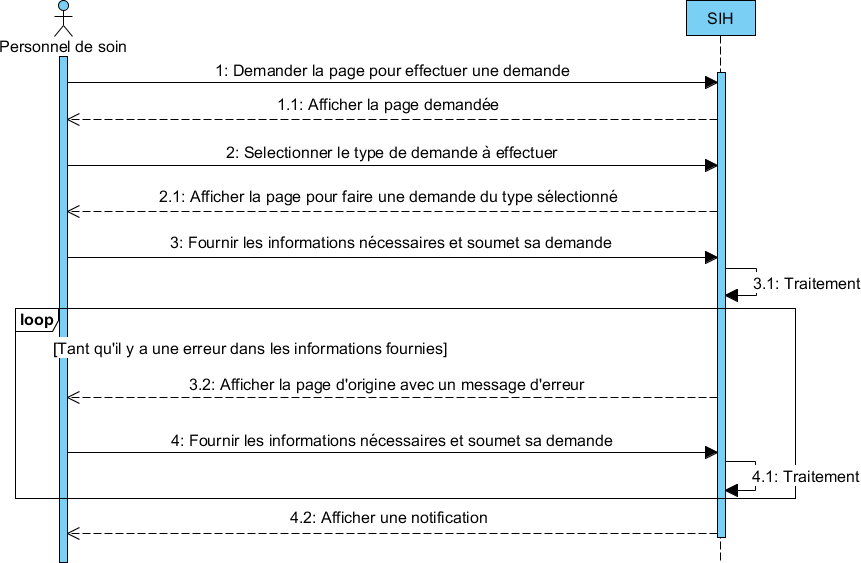 SIH
Personnel de soin
1: Demander la page pour effectuer une demande
1.1: Afficher la page demandée
2: Selectionner le type de demande à effectuer
2.1: Afficher la page pour faire une demande du type sélectionné
3: Fournir les informations nécessaires et soumet sa demande
3.1: Traitement
loop
[Tant qu'il y a une erreur dans les informations fournies]
3.2: Afficher la page d'origine avec un message d'erreur
4: Fournir les informations nécessaires et soumet sa demande
4.1: Traitement
4.2: Afficher une notification